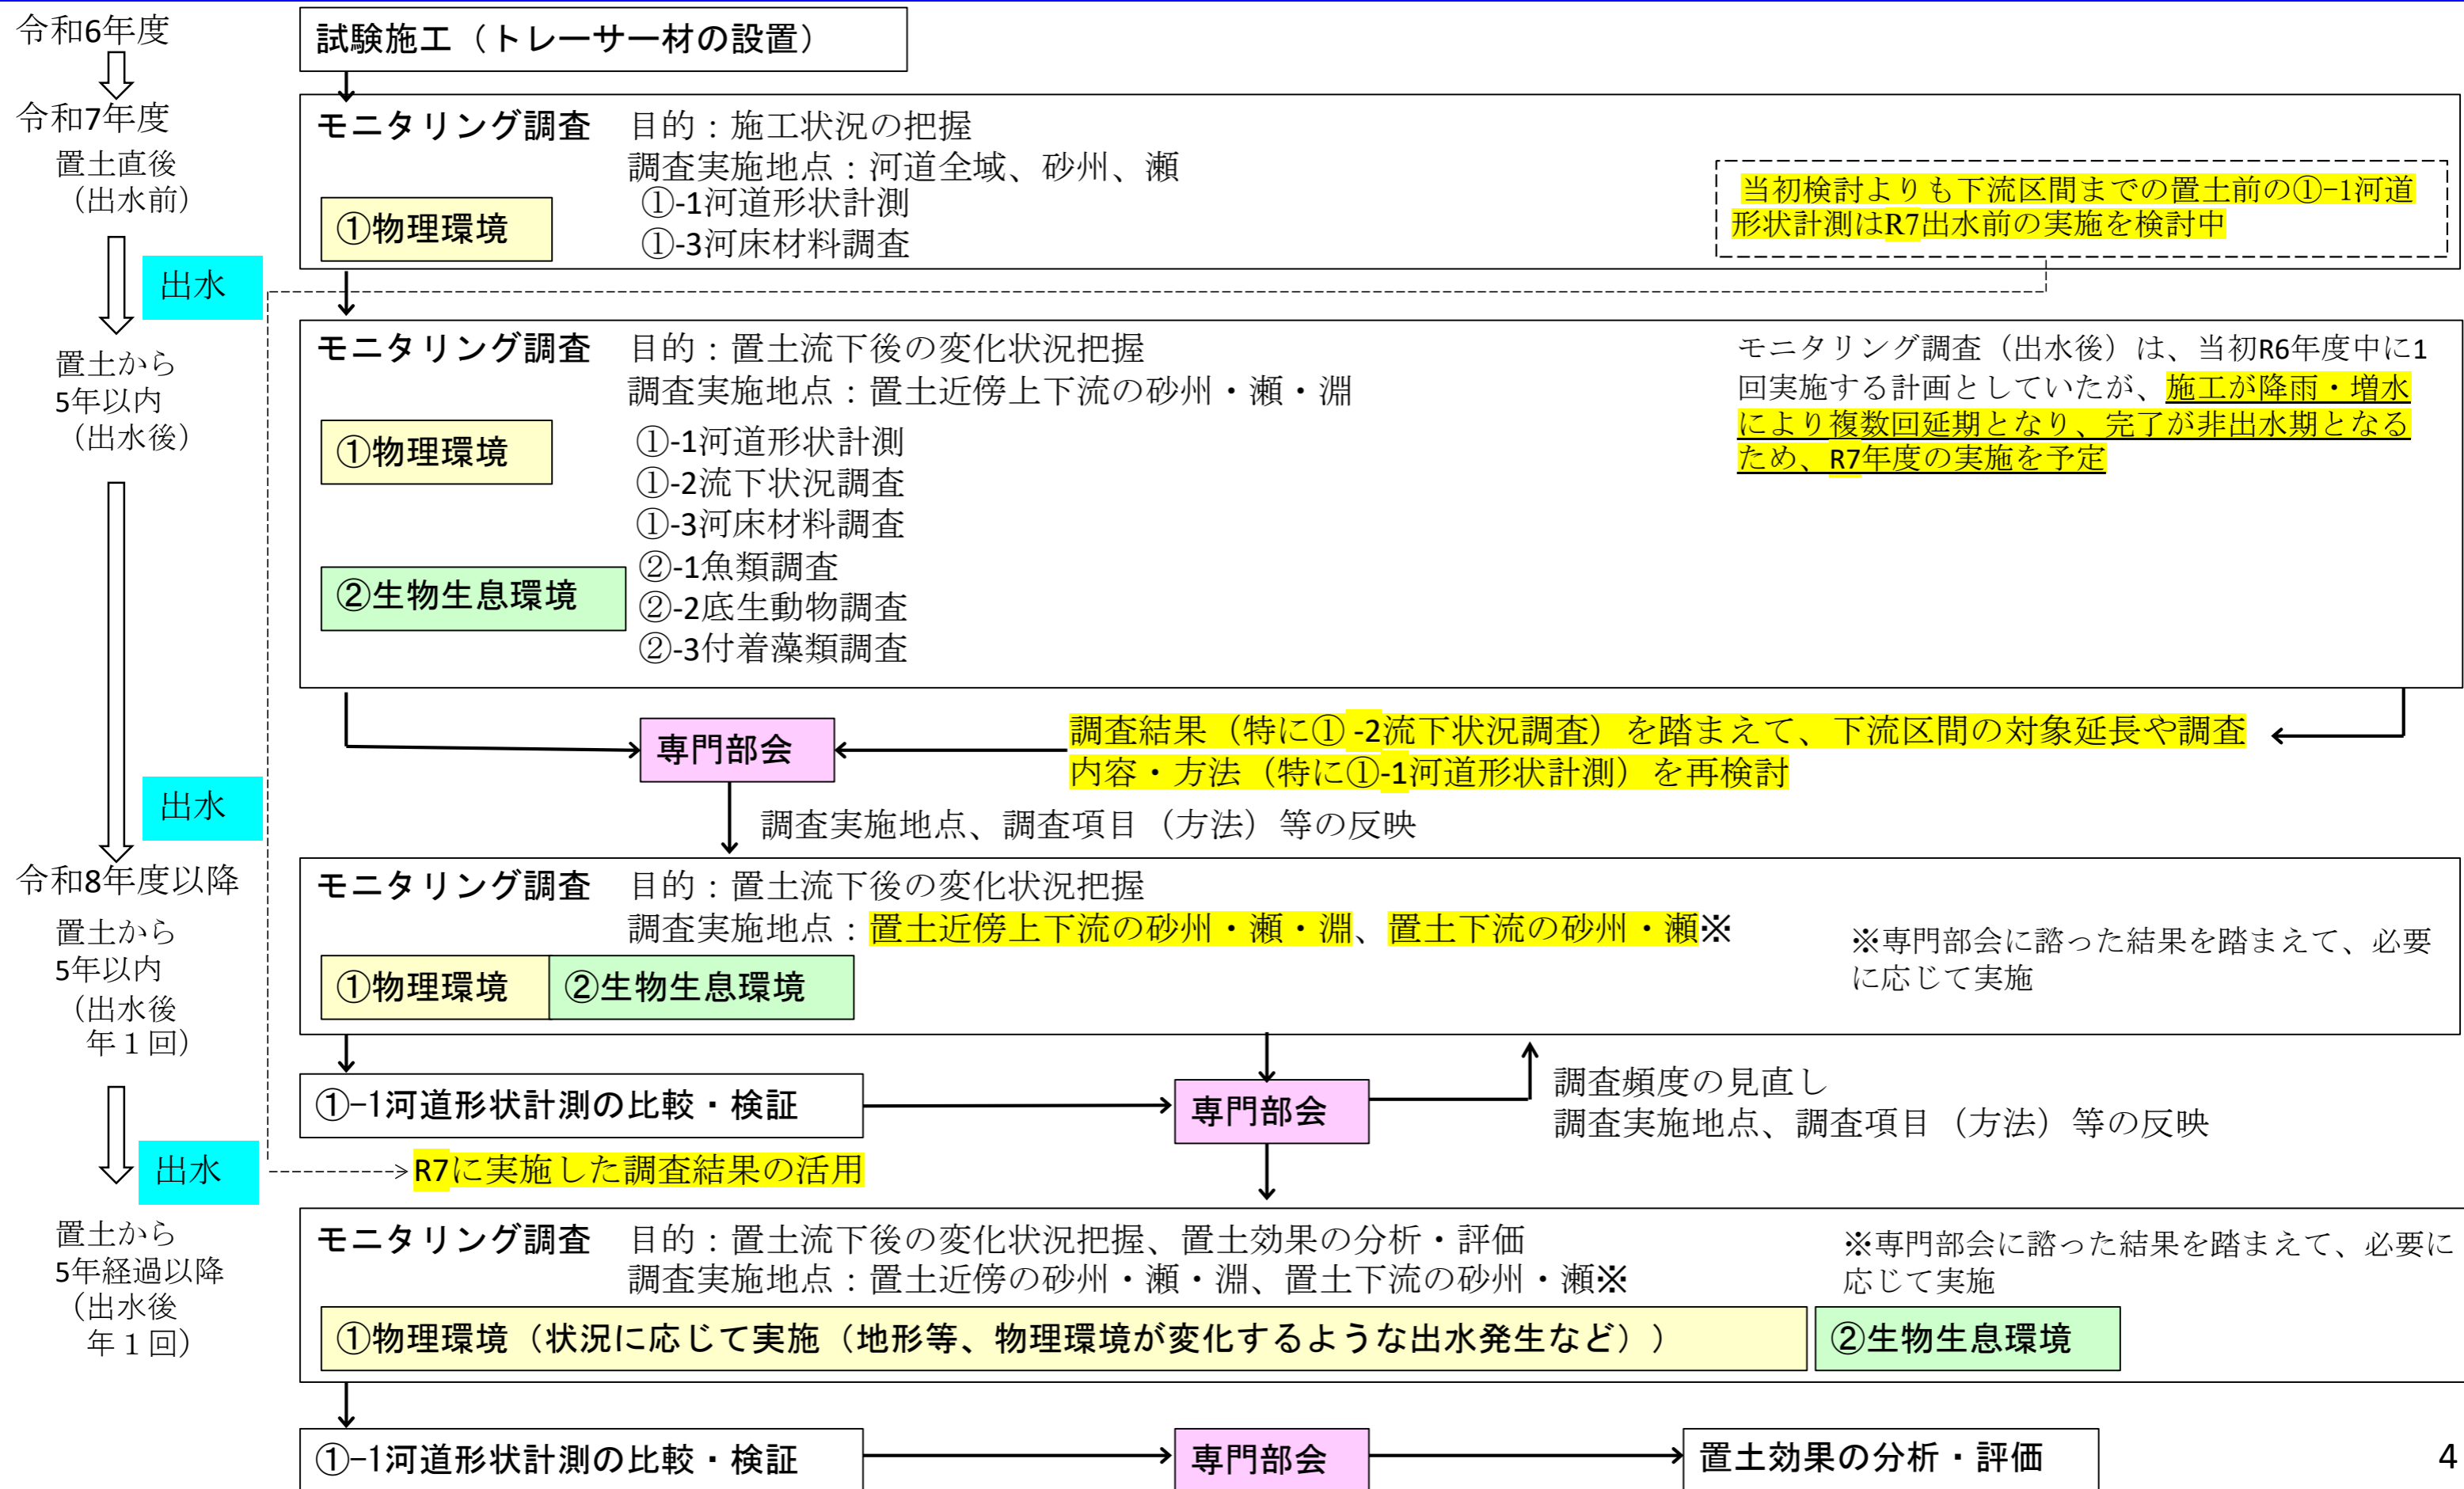 令和6年度
試験施工（トレーサー材の設置）
令和7年度
置土直後
（出水前）
モニタリング調査　目的：施工状況の把握
調査実施地点：河道全域、砂州、瀬
①物理環境
①-1河道形状計測
①-3河床材料調査
当初検討よりも下流区間までの置土前の①-1河道
形状計測はR7出水前の実施を検討中
出水
置土から
5年以内
（出水後）
モニタリング調査　目的：置土流下後の変化状況把握
調査実施地点：置土近傍上下流の砂州・瀬・淵
①物理環境
①-1河道形状計測
①-2流下状況調査
①-3河床材料調査
②生物生息環境
②-1魚類調査
②-2底生動物調査
②-3付着藻類調査
モニタリング調査（出水後）は、当初R6年度中に1
回実施する計画としていたが、施工が降雨・増水
により複数回延期となり、完了が非出水期となる
ため、R7年度の実施を予定
専門部会
調査結果（特に①-2流下状況調査）を踏まえて、下流区間の対象延長や調査
内容・方法（特に①-1河道形状計測）を再検討
出水
調査実施地点、調査項目（方法）等の反映
令和8年度以降
置土から
5年以内
（出水後
年１回）
モニタリング調査　目的：置土流下後の変化状況把握
調査実施地点：置土近傍上下流の砂州・瀬・淵、置土下流の砂州・瀬※
①物理環境
②生物生息環境
※専門部会に諮った結果を踏まえて、必要
に応じて実施
①-1河道形状計測の比較・検証
専門部会
調査頻度の見直し
調査実施地点、調査項目（方法）等の反映
出水
R7に実施した調査結果の活用
置土から
5年経過以降
（出水後
年１回）
モニタリング調査　目的：置土流下後の変化状況把握、置土効果の分析・評価
調査実施地点：置土近傍の砂州・瀬・淵、置土下流の砂州・瀬※
※専門部会に諮った結果を踏まえて、必要に
応じて実施
①物理環境（状況に応じて実施（地形等、物理環境が変化するような出水発生など））
②生物生息環境
①-1河道形状計測の比較・検証
専門部会
置土効果の分析・評価
4